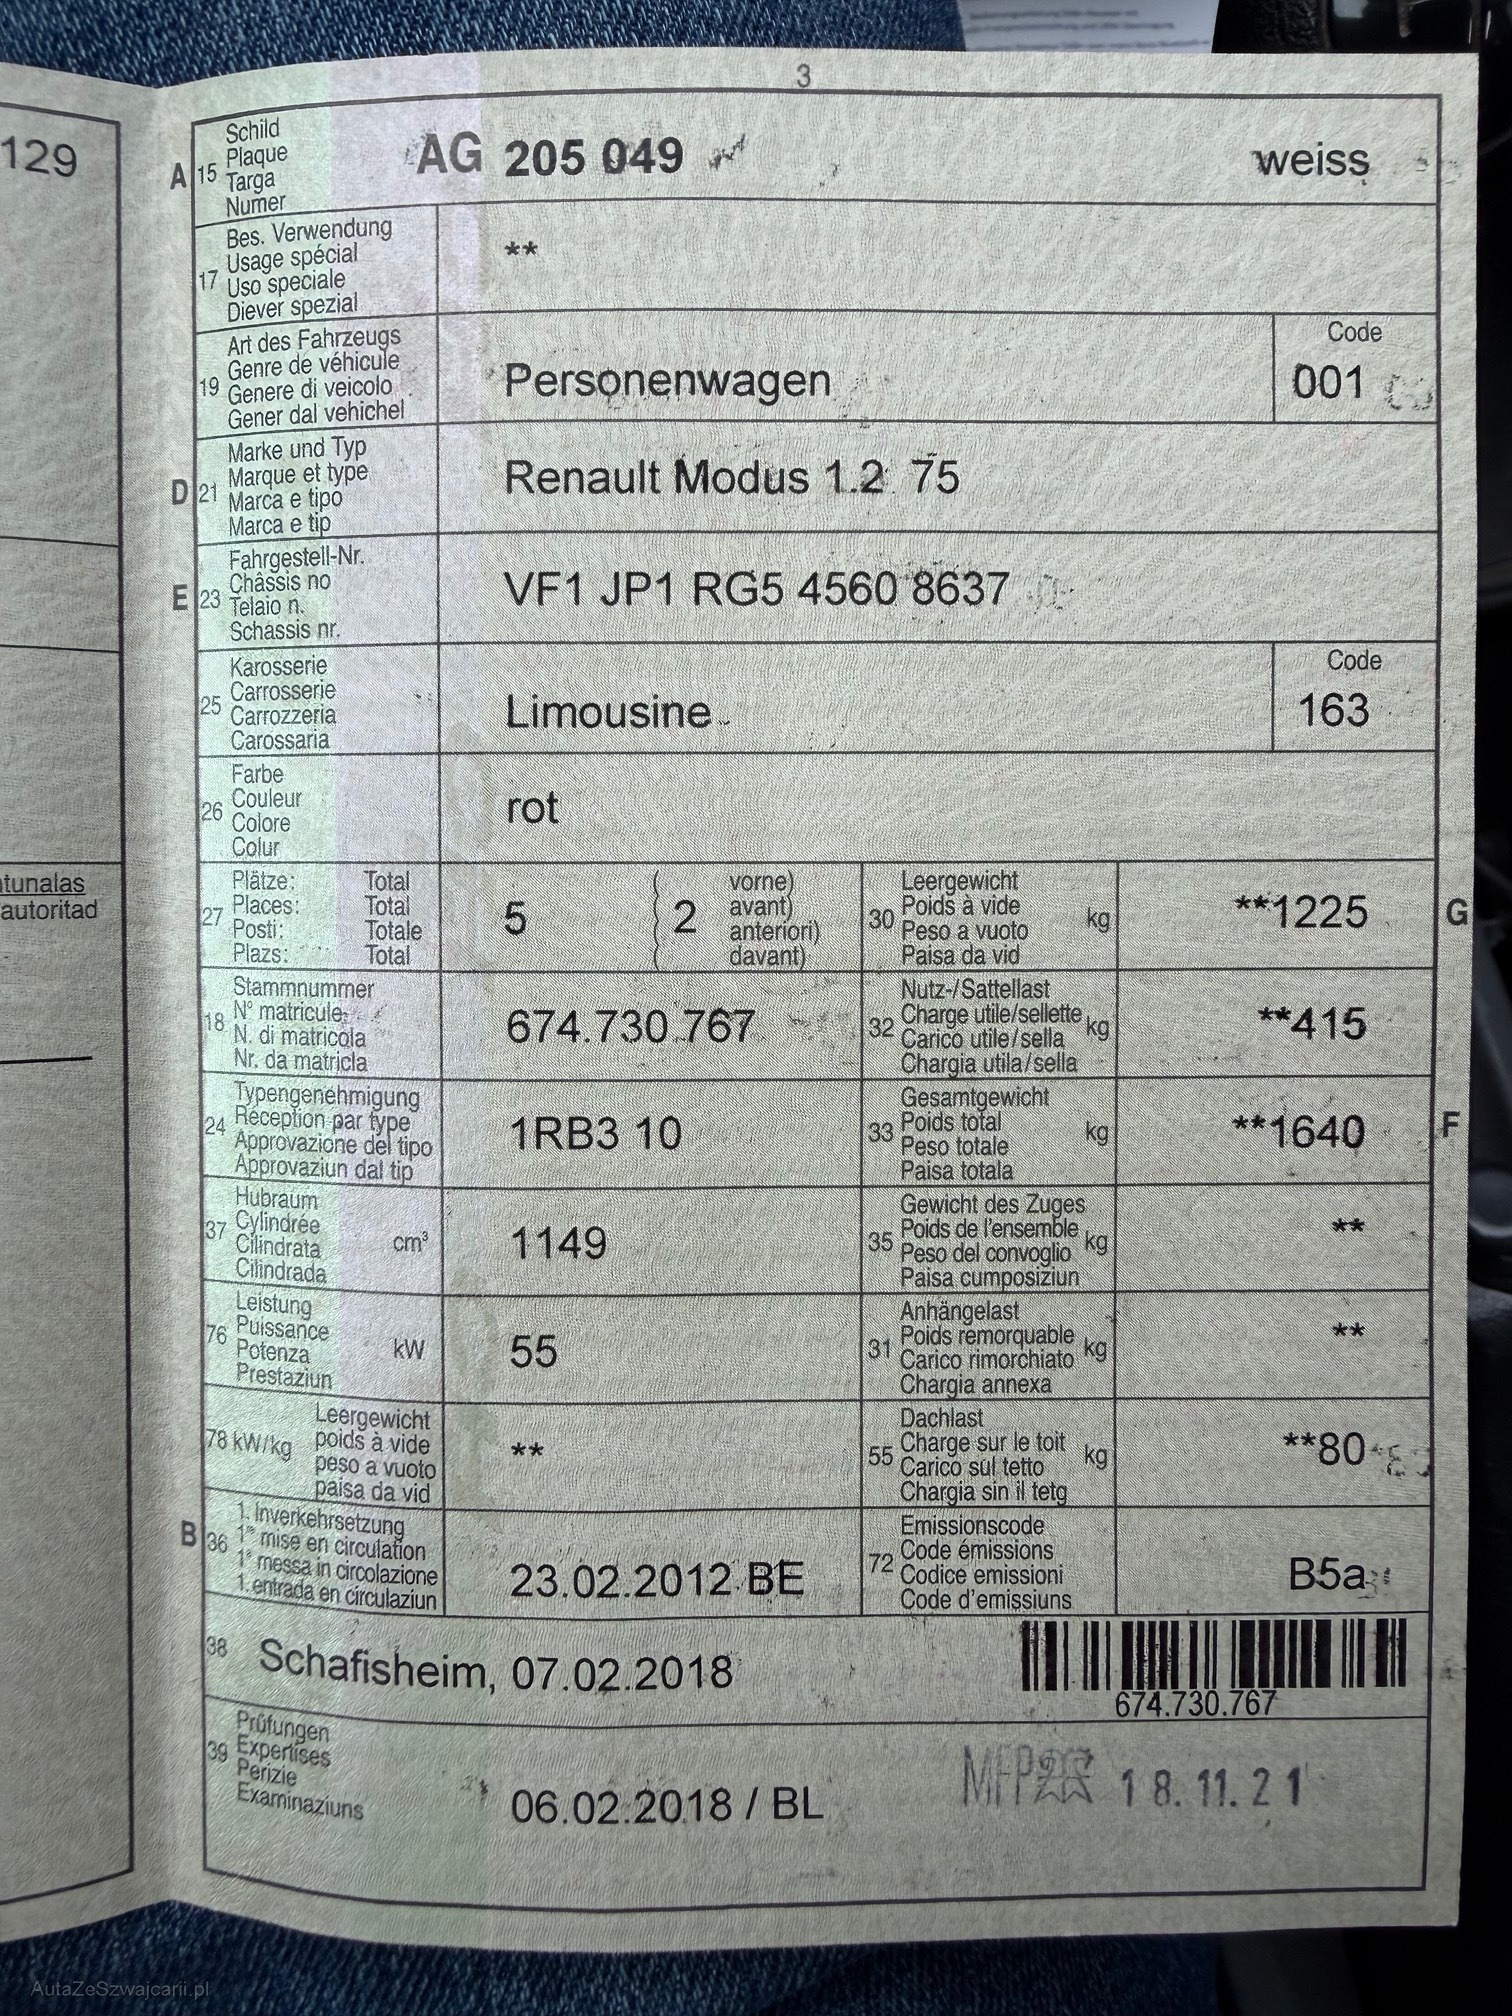 3
129
A 15 Schild
Plaque
Targa
Numer
AG 205 049 weiss
17 Bes. Verwendung
Usage spécial
Uso speciale
Diever spezial
**
19 Art des Fahrzeugs
Genre de véhicule
Genere di veicolo
Gener dal vehichel
Personenwagen
Code
001
D 21 Marke und Typ
Marque et type
Marca e tipo
Marca e tip
Renault Modus 1.2 75
E 23 Fahrgestell-Nr.
Châssis no
Telaio n.
Schassis nr.
VF1 JP1 RG5 4560 8637
25 Karosserie
Carrosserie
Carrozzeria
Carossaria
Limousine
Code
163
26 Farbe
Couleur
Colore
Colur
rot
tunalas
autoritad
27 Plätze: Total
Places: Total
Posti: Totale
Plazs: Total
5 ( 2 vorne)
avant)
anteriori)
davant)
30 Leergewicht
Poids à vide
Peso a vuoto
Paisa da vid
kg
**1225 G
18 Stammnummer
N° matricule
N. di matricola
Nr. da matricla
674.730.767
32 Nutz-/Sattellast
Charge utile/sellette
Carico utile/sella
Chargia utila/sella
kg
**415
24 Typengenehmigung
Réception par type
Approvazione del tipo
Approvaziun dal tip
1RB3 10
33 Gesamtgewicht
Poids total
Peso totale
Paisa totala
kg
**1640 F
37 Hubraum
Cylindrée
Cilindrata
Cilindrada
cm³
1149
35 Gewicht des Zuges
Poids de l'ensemble
Peso del convoglio
Paisa cumposiziun
kg
**
76 Leistung
Puissance
Potenza
Prestaziun
kW
55
31 Anhängelast
Poids remorquable
Carico rimorchiato
Chargia annexa
kg
**
78 kW/kg Leergewicht
poids à vide
peso a vuoto
paisa da vid
**
55 Dachlast
Charge sur le toit
Carico sul tetto
Chargia sin il tetg
kg
**80
B 36 1. Inverkehrsetzung
1re mise en circulation
1a messa in circolazione
1. entrada en circulaziun
23.02.2012 BE
72 Emissionscode
Code émissions
Codice emissioni
Code d'emissiuns
B5a
38 Schafisheim, 07.02.2018
674.730.767
39 Prüfungen
Expertises
Perizie
Examinaziuns
06.02.2018 / BL
18.11.21
AutaZeSzwajcarii.pl